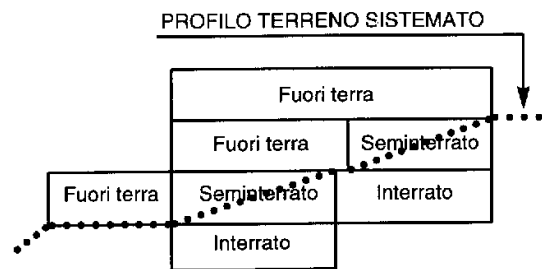 PROFILO TERRENO SISTEMATO
Fuori terra
Fuori terra Seminterrato
Fuori terra Seminterrato Interrato
Interrato